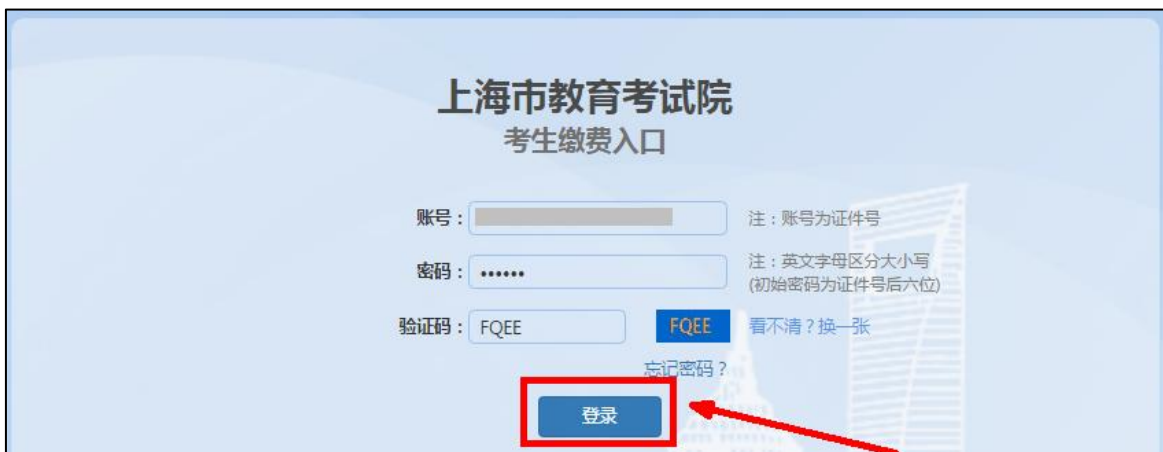 上海市教育考试院
考生缴费入口
账号：
注：账号为证件号
密码： ••••••
注：英文字母区分大小写
(初始密码为证件号后六位)
验证码： FQEE FQEE 看不清？换一张
忘记密码？
登录